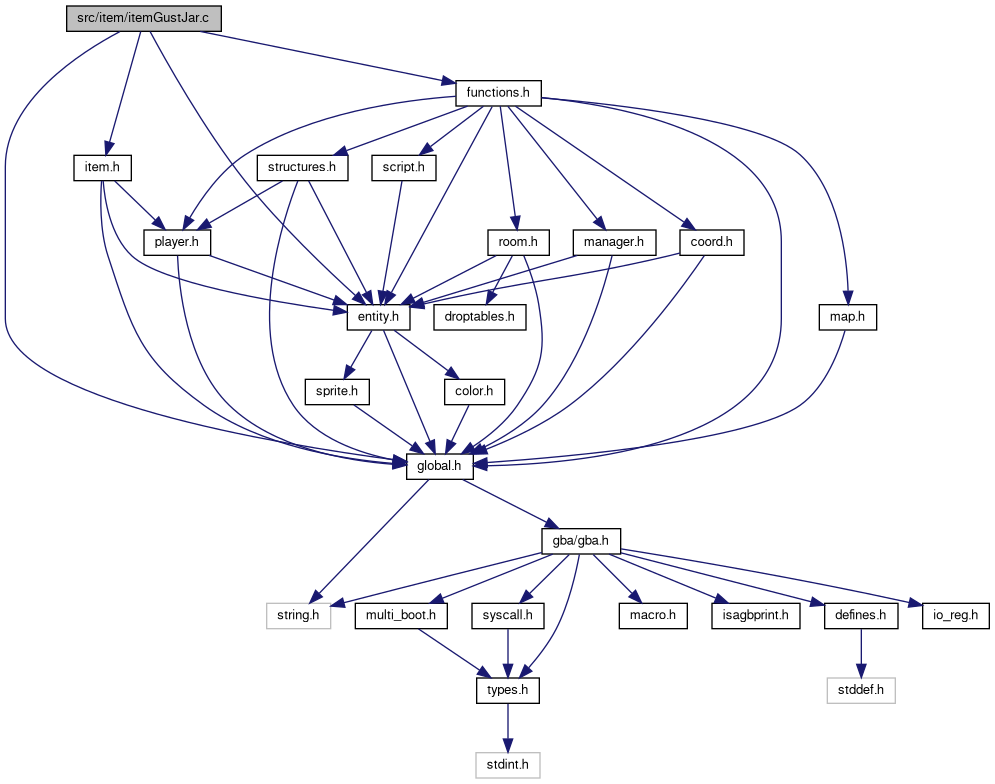 src/item/itemGustJar.c
functions.h
item.h
structures.h
script.h
player.h
room.h
manager.h
coord.h
entity.h
droptables.h
map.h
sprite.h
color.h
global.h
gba/gba.h
string.h
multi_boot.h
syscall.h
macro.h
isagbprint.h
defines.h
io_reg.h
types.h
stddef.h
stdint.h